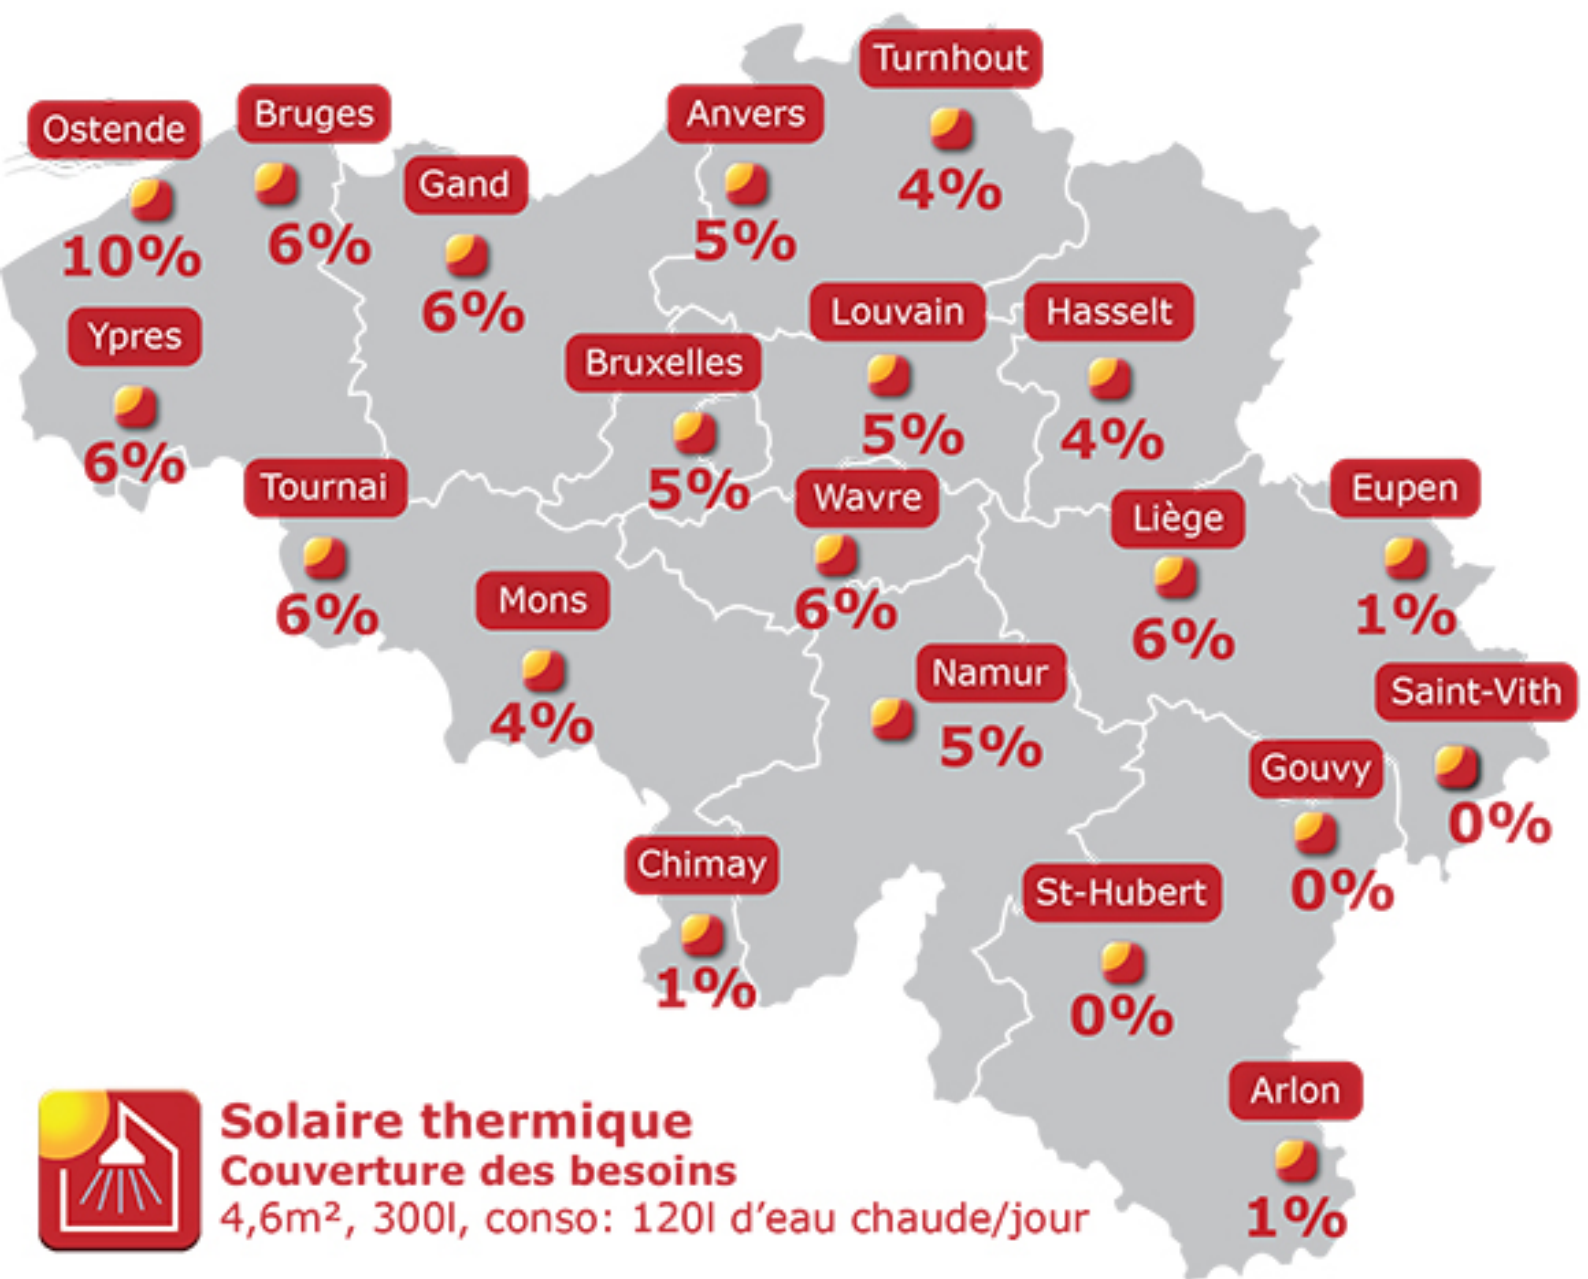 Turnhout
4%
Anvers
5%
Bruges
6%
Ostende
10%
Gand
6%
Ypres
6%
Louvain
5%
Hasselt
4%
Bruxelles
5%
Tournai
6%
Wavre
6%
Liège
6%
Eupen
1%
Mons
4%
Namur
5%
Saint-Vith
0%
Gouvy
0%
Chimay
1%
St-Hubert
0%
Arlon
1%
Solaire thermique
Couverture des besoins
4,6m², 300l, conso: 120l d’eau chaude/jour